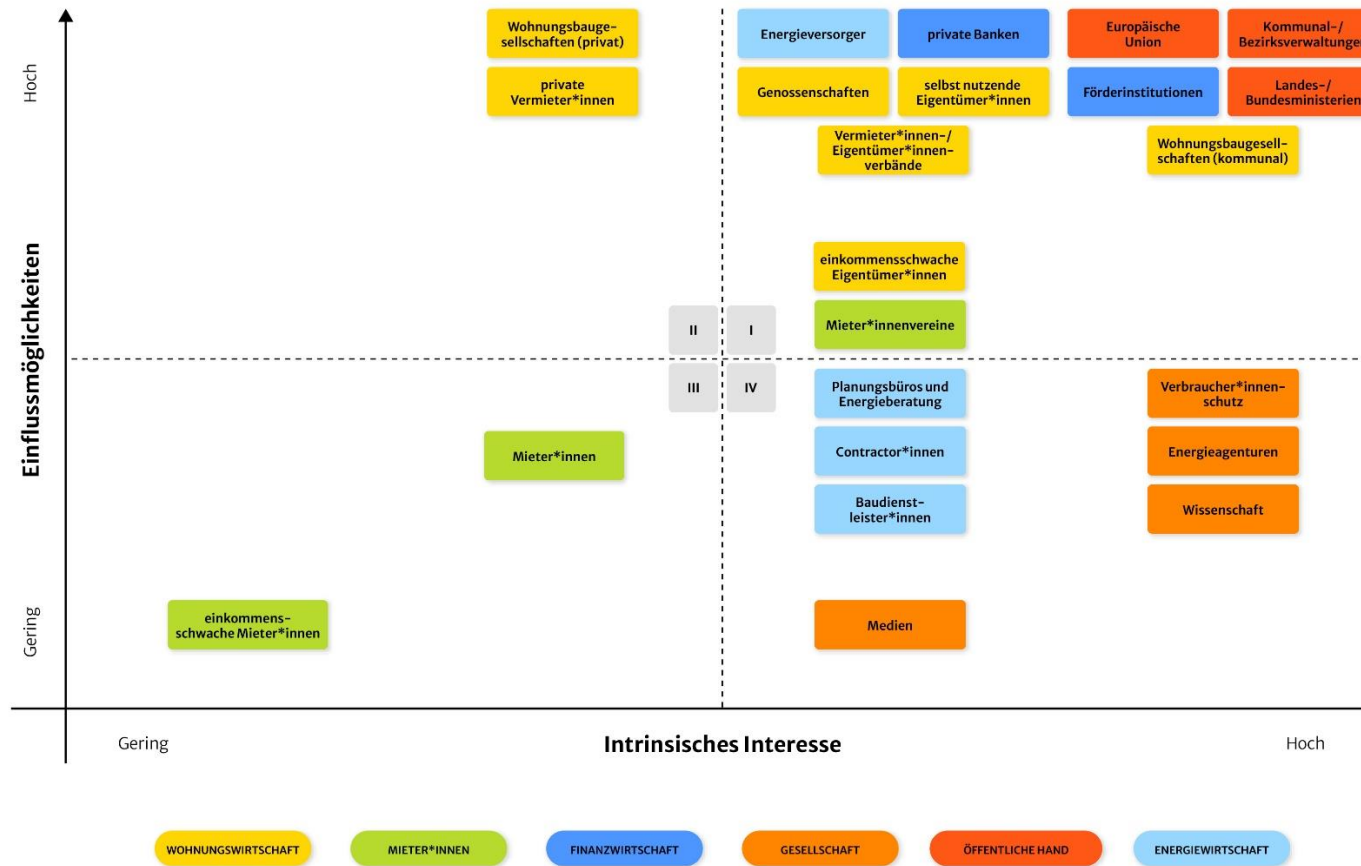 Wohnungsbauge-
sellschaften (privat)
Energieversorger
private Banken
Europäische
Union
Kommunal-/
Bezirksverwaltungen
Hoch
private
Vermieter*innen
Genossenschaften
selbst nutzende
Eigentümer*innen
Förderinstitutionen
Landes-/
Bundesministerien
Vermieter*innen-/
Eigentümer*innen-
verbände
Wohnungsbaugesell-
schaften (kommunal)
Einflussmöglichkeiten
einkommensschwache
Eigentümer*innen
II
I
Mieter*innenvereine
III
IV
Planungsbüros und
Energieberatung
Verbraucher*innen-
schutz
Mieter*innen
Contractor*innen
Energieagenturen
Baudienst-
leister*innen
Wissenschaft
Gering
einkommens-
schwache Mieter*innen
Medien
Gering
Intrinsisches Interesse
Hoch
WOHNUNGSWIRTSCHAFT
MIETER*INNEN
FINANZWIRTSCHAFT
GESELLSCHAFT
ÖFFENTLICHE HAND
ENERGIEWIRTSCHAFT